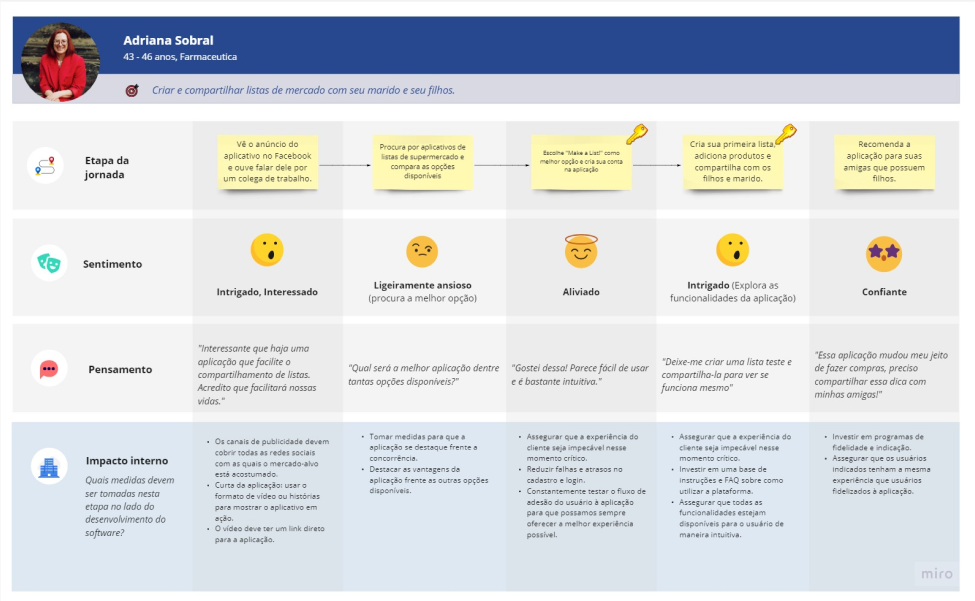 Adriana Sobral
43 - 46 anos, Farmaceutica
Criar e compartilhar listas de mercado com seu marido e seu filhos.
Etapa da
jornada
Vê o anúncio do
aplicativo no Facebook
e ouve falar dele por
um colega de trabalho.
Procura por aplicativos de
listas de supermercado e
compara as opções
disponíveis
Escolhe "Make a List!" como
melhor opção e cria sua conta
na aplicação
Cria sua primeira lista,
adiciona produtos e
compartilha com os
filhos e marido.
Recomenda a
aplicação para suas
amigas que possuem
filhos.
Sentimento
Intrigado, Interessado
Ligeiramente ansioso
(procura a melhor opção)
Aliviado
Intrigado (Explora as
funcionalidades da aplicação)
Confiante
Pensamento
"Interessante que haja uma
aplicação que facilite o
compartilhamento de listas.
Acredito que facilitará nossas
vidas."
"Qual será a melhor aplicação dentre
tantas opções disponíveis?"
"Gostei dessa! Parece fácil de usar
e é bastante intuitiva."
"Deixe-me criar uma lista teste e
compartilha-la para ver se
funciona mesmo"
"Essa aplicação mudou meu jeito
de fazer compras, preciso
compartilhar essa dica com
minhas amigas!"
Impacto interno
Quais medidas devem
ser tomadas nesta
etapa no lado do
desenvolvimento do
software?
• Os canais de publicidade devem
cobrir todas as redes sociais
com as quais o mercado-alvo
está acostumado.
• Curta da aplicação: usar o
formato de vídeo ou histórias
para mostrar o aplicativo em
ação.
• O vídeo deve ter um link direto
para a aplicação.
• Tomar medidas para que a
aplicação se destaque frente a
concorrência.
• Destacar as vantagens da
aplicação frente as outras opções
disponíveis.
• Assegurar que a experiência do
cliente seja impecável nesse
momento crítico.
• Reduzir falhas e atrasos no
cadastro e login.
• Constantemente testar o fluxo de
adesão do usuário à aplicação
para que possamos sempre
oferecer a melhor experiência
possível.
• Assegurar que a experiência do
cliente seja impecável nesse
momento crítico.
• Investir em uma base de
instruções e FAQ sobre como
utilizar a plataforma.
• Assegurar que todas as
funcionalidades estejam
disponíveis para o usuário de
maneira intuitiva.
• Investir em programas de
fidelidade e indicação.
• Assegurar que os usuários
indicados tenham a mesma
experiência que usuários
fidelizados à aplicação.
miro